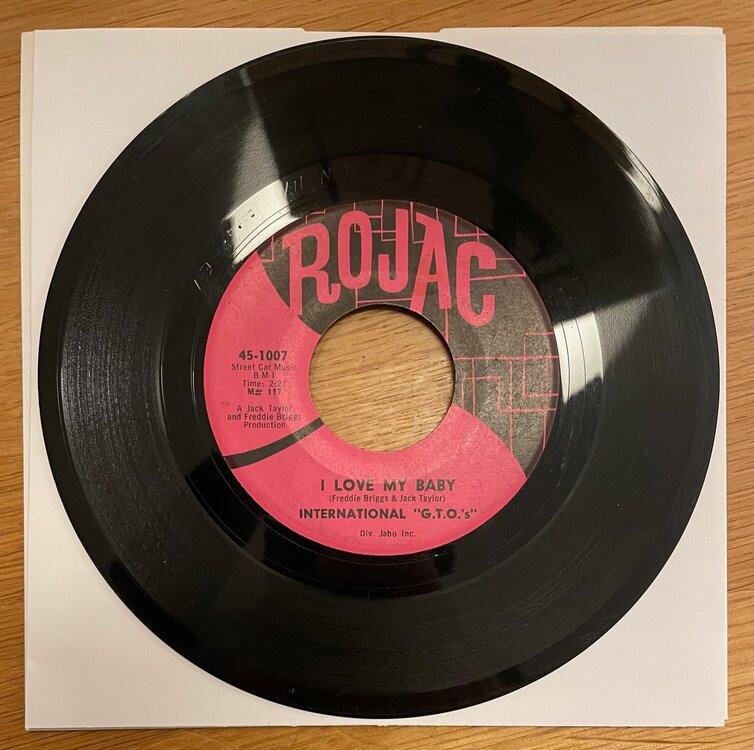 ROJAC
45-1007
Street Car Music
B M I
Time: 2:27
M# 117
A Jack Taylor
and Freddie Briggs
Production
I LOVE MY BABY
(Freddie Briggs & Jack Taylor)
INTERNATIONAL "G.T.O.'s"
Div. Jabo Inc.